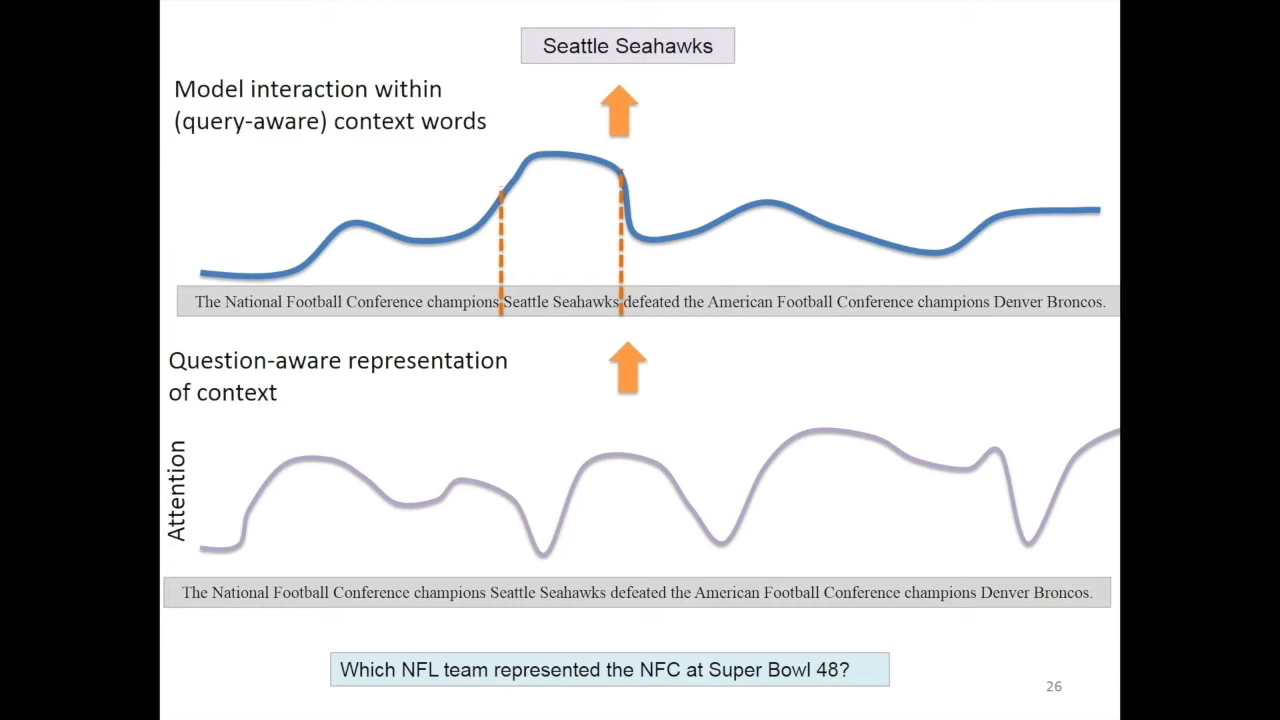 Seattle Seahawks
Model interaction within
(query-aware) context words
The National Football Conference champions Seattle Seahawks defeated the American Football Conference champions Denver Broncos.
Question-aware representation
of context
Attention
The National Football Conference champions Seattle Seahawks defeated the American Football Conference champions Denver Broncos.
Which NFL team represented the NFC at Super Bowl 48?
26